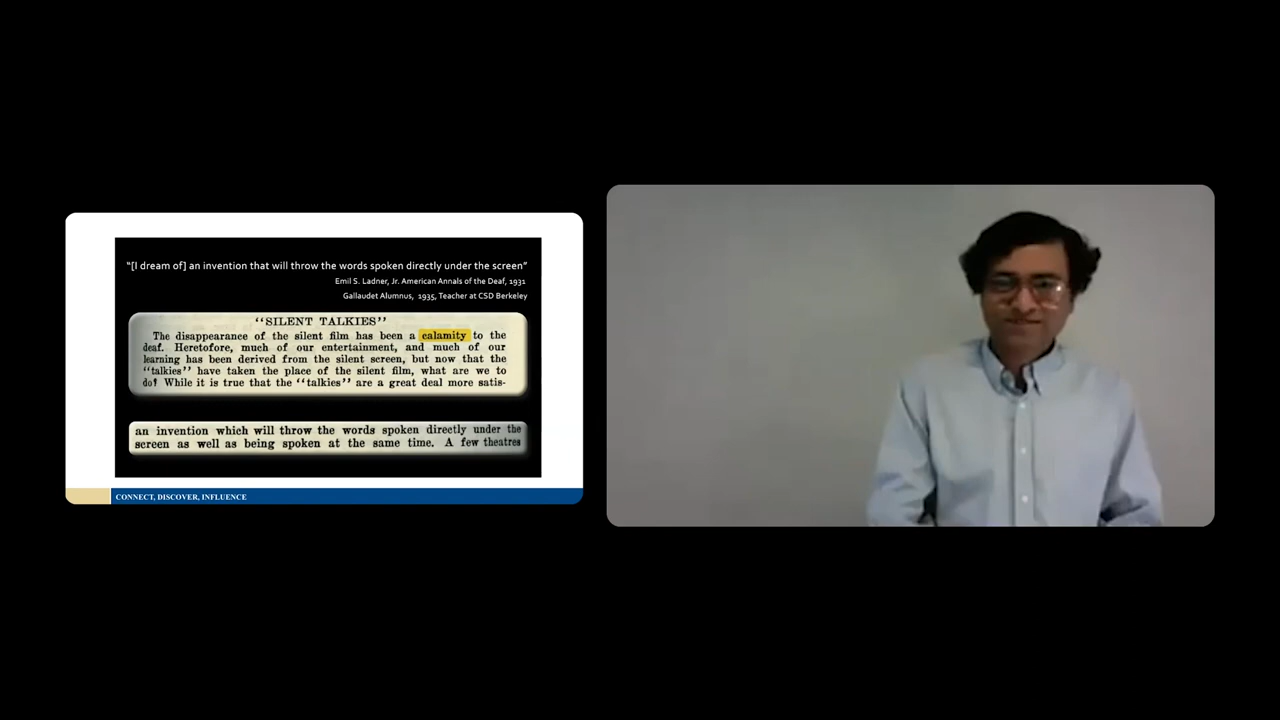 "[I dream of] an invention that will throw the words spoken directly under the screen"
Emil S. Ladner, Jr. American Annals of the Deaf, 1931
Gallaudet Alumnus, 1935, Teacher at CSD Berkeley
"SILENT TALKIES"
The disappearance of the silent film has been a calamity to the
deaf. Heretofore, much of our entertainment, and much of our
learning has been derived from the silent screen, but now that the
"talkies" have taken the place of the silent film, what are we to
do? While it is true that the "talkies" are a great deal more satis-
an invention which will throw the words spoken directly under the
screen as well as being spoken at the same time. A few theatres
CONNECT, DISCOVER, INFLUENCE